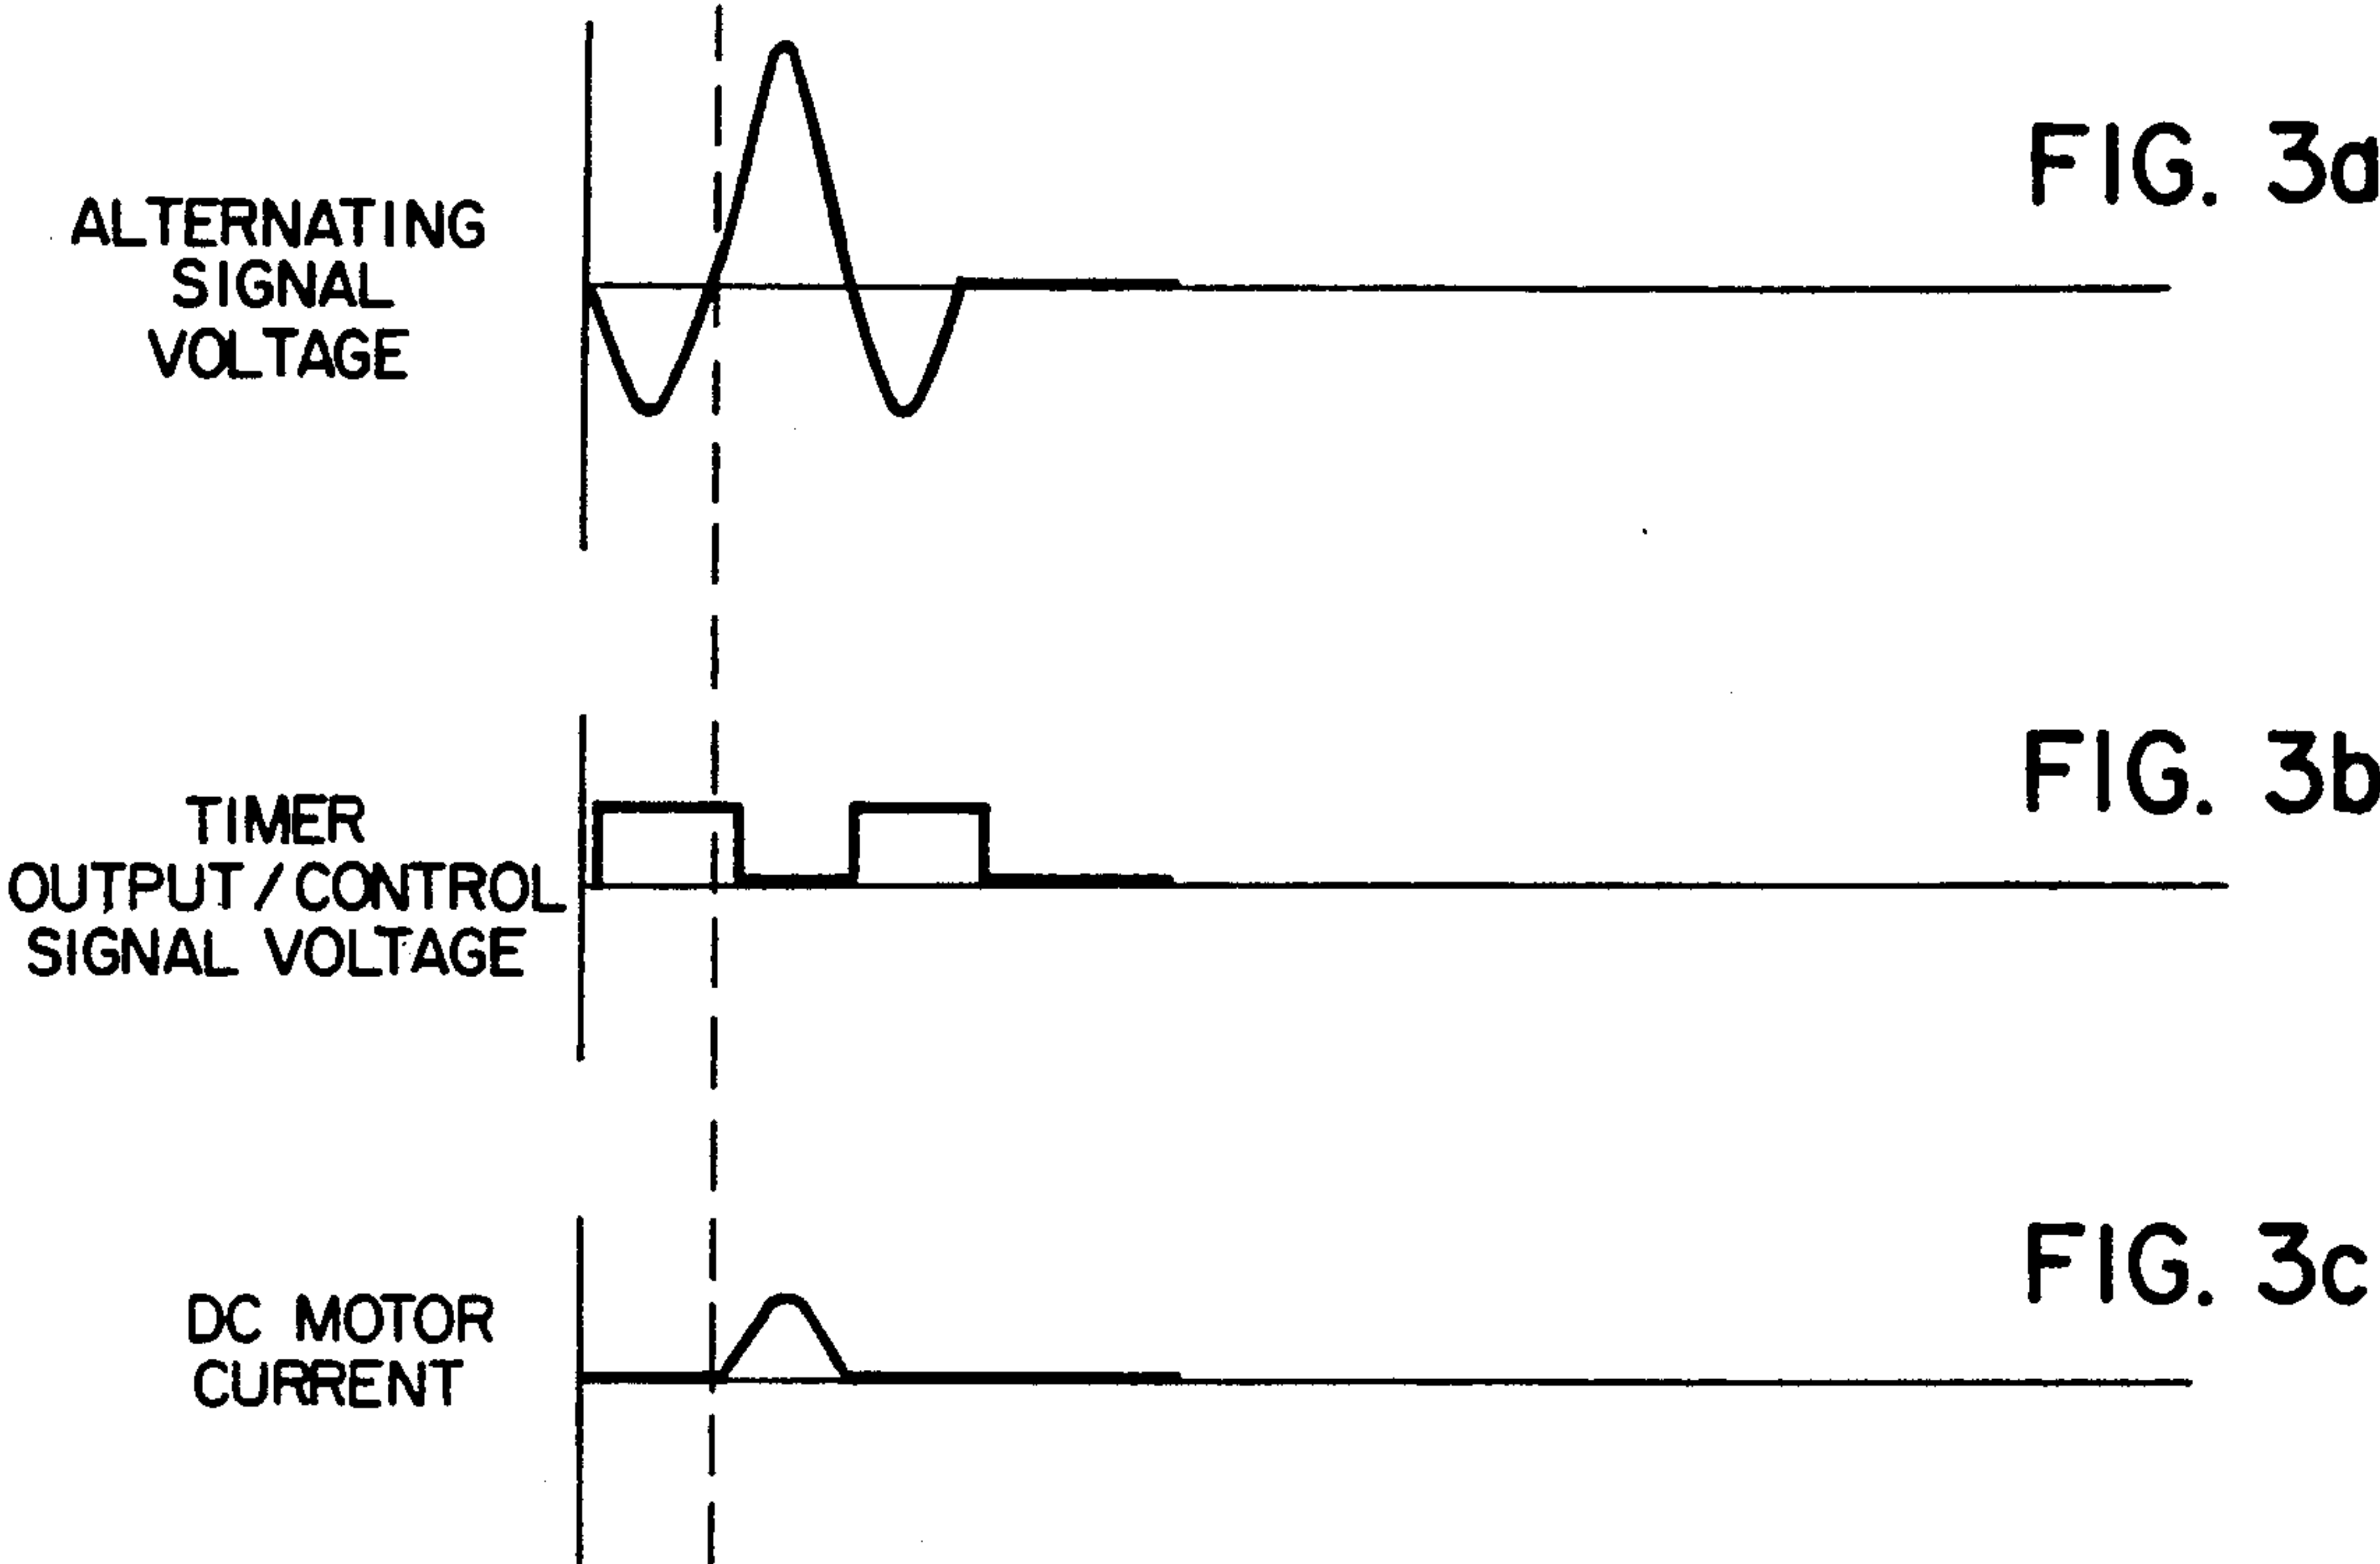 FIG. 3a
ALTERNATING
SIGNAL
VOLTAGE
FIG. 3b
TIMER
OUTPUT/CONTROL
SIGNAL VOLTAGE
FIG. 3c
DC MOTOR
CURRENT